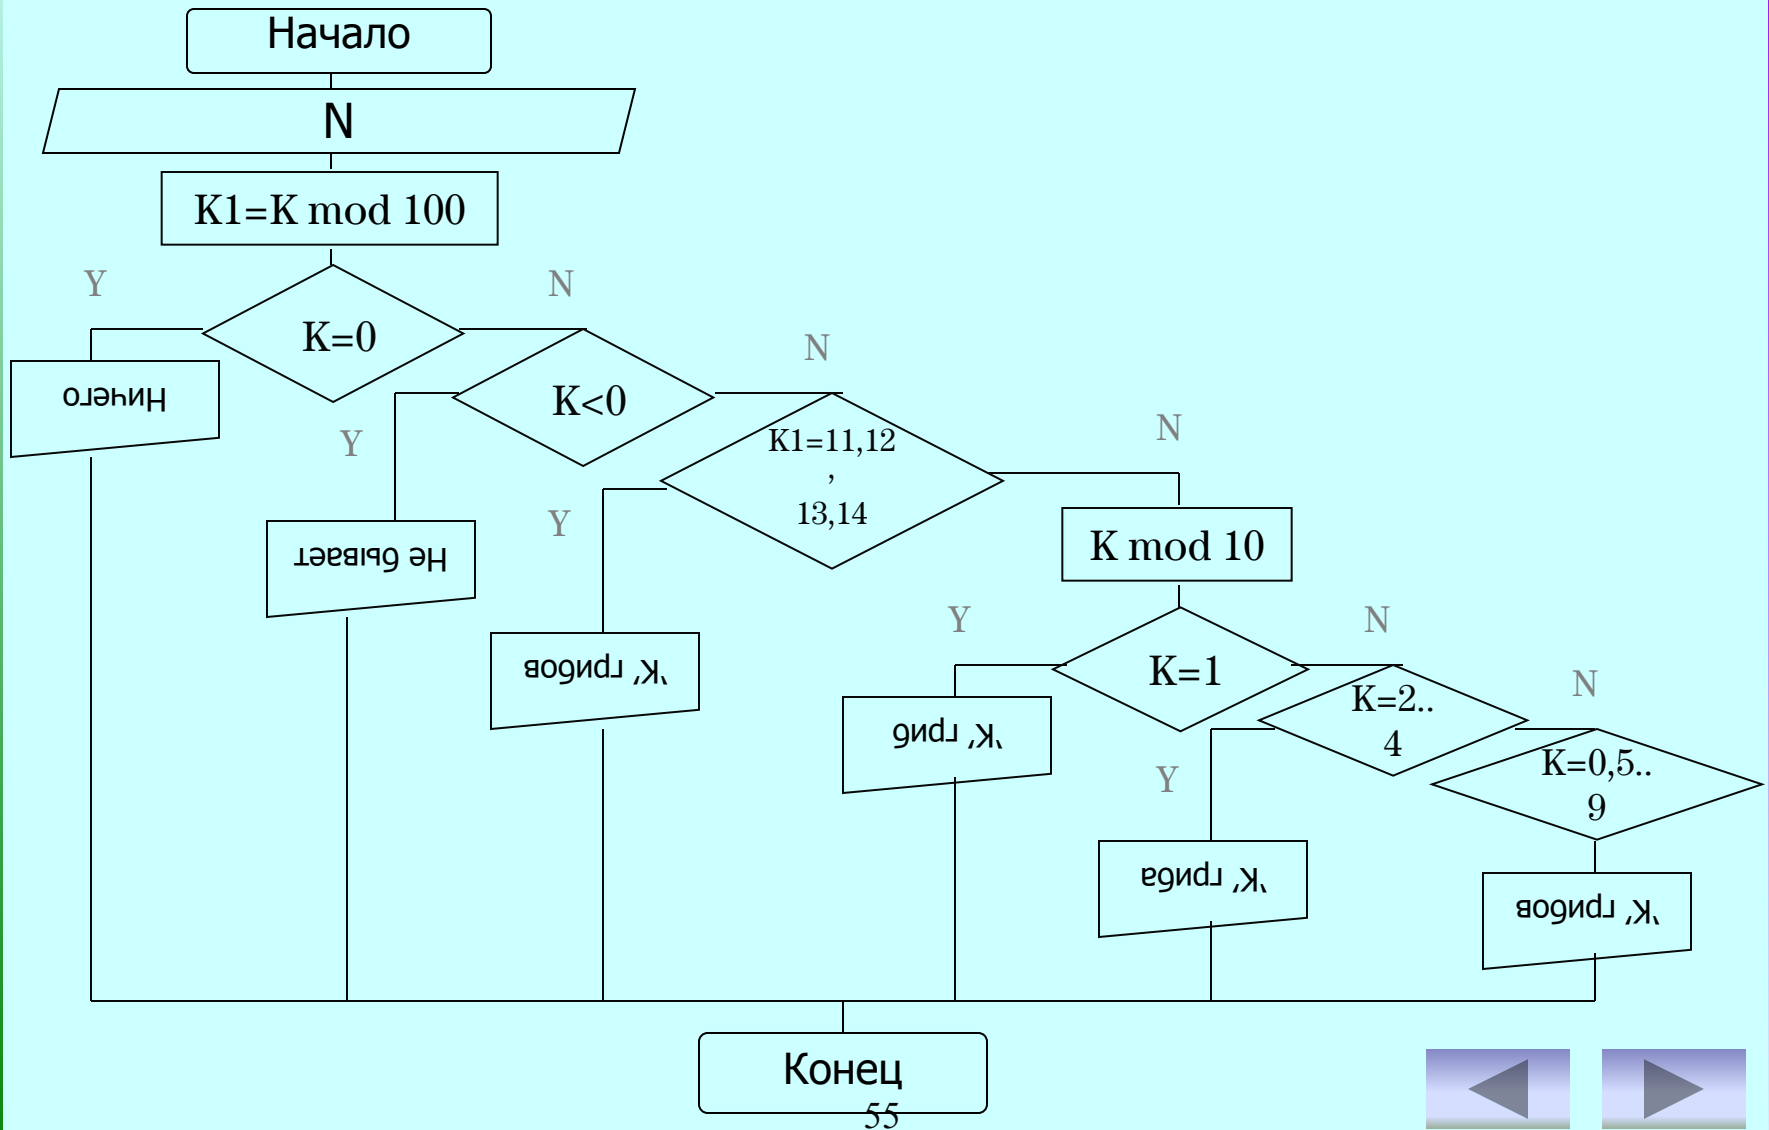 Начало
N
K1=K mod 100
Y
N
K=0
Ничего
N
K<0
Y
Не бывает
K1=11,12
,
13,14
N
Y
'K' грибов
K mod 10
Y
N
K=1
'K' гриб
K=2..
4
N
Y
'K' гриба
K=0,5..
9
'K' грибов
Конец
55